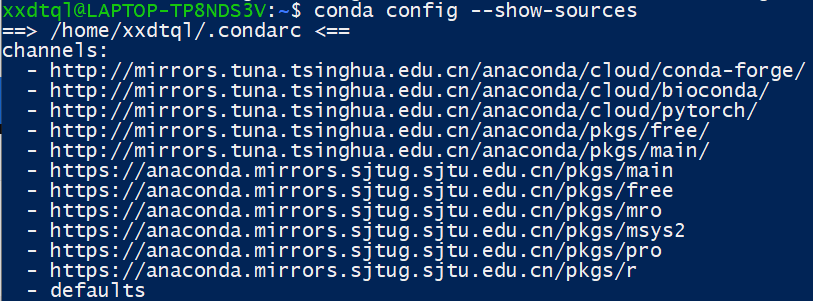 xxdtql@LAPTOP-TP8NDS3V:~$ conda config --show-sources
==> /home/xxdtql/.condarc <==
channels:
  - http://mirrors.tuna.tsinghua.edu.cn/anaconda/cloud/conda-forge/
  - http://mirrors.tuna.tsinghua.edu.cn/anaconda/cloud/bioconda/
  - http://mirrors.tuna.tsinghua.edu.cn/anaconda/cloud/pytorch/
  - http://mirrors.tuna.tsinghua.edu.cn/anaconda/pkgs/free/
  - http://mirrors.tuna.tsinghua.edu.cn/anaconda/pkgs/main/
  - https://anaconda.mirrors.sjtug.sjtu.edu.cn/pkgs/main
  - https://anaconda.mirrors.sjtug.sjtu.edu.cn/pkgs/free
  - https://anaconda.mirrors.sjtug.sjtu.edu.cn/pkgs/mro
  - https://anaconda.mirrors.sjtug.sjtu.edu.cn/pkgs/msys2
  - https://anaconda.mirrors.sjtug.sjtu.edu.cn/pkgs/pro
  - https://anaconda.mirrors.sjtug.sjtu.edu.cn/pkgs/r
  - defaults